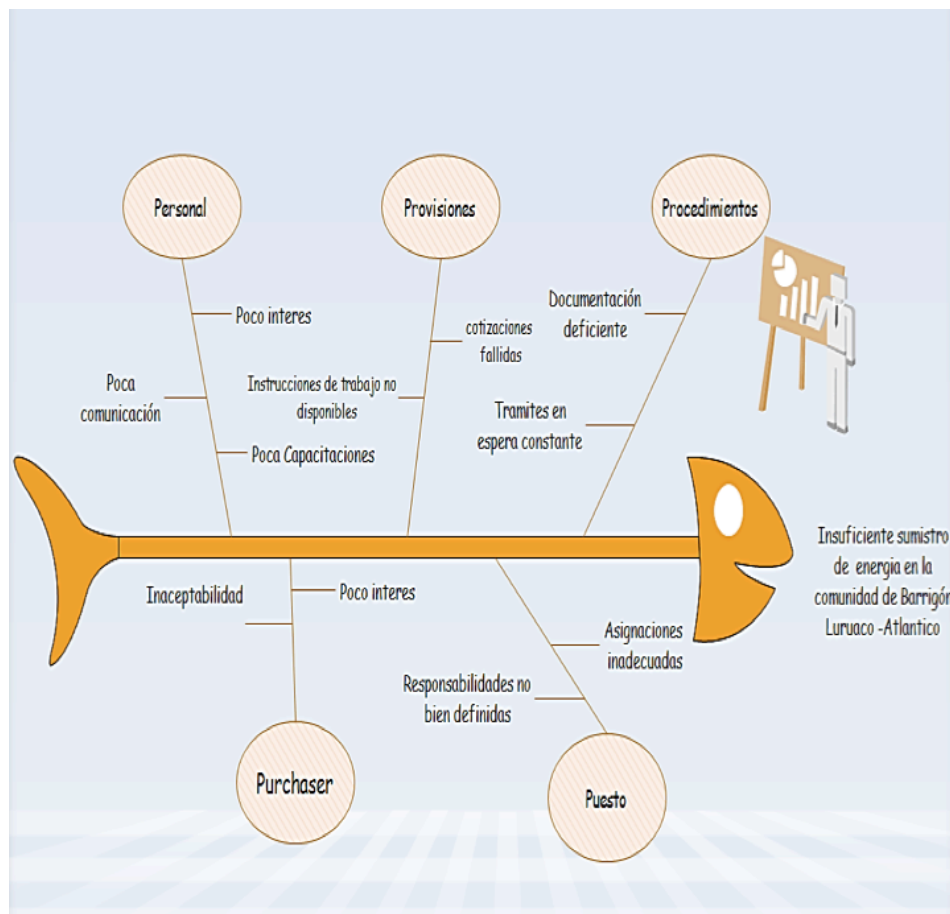 Personal
Provisiones
Procedimientos
Poco interes
Poca
comunicación
Poca Capacitaciones
cotizaciones
fallidas
Instrucciones de trabajo no
disponibles
Documentación
deficiente
Tramites en
espera constante
Insuficiente sumistro
de energia en la
comunidad de Barrigón
Luruaco -Atlantico
Inaceptabilidad
Poco interes
Asignaciones
inadecuadas
Responsabilidades no
bien definidas
Purchaser
Puesto